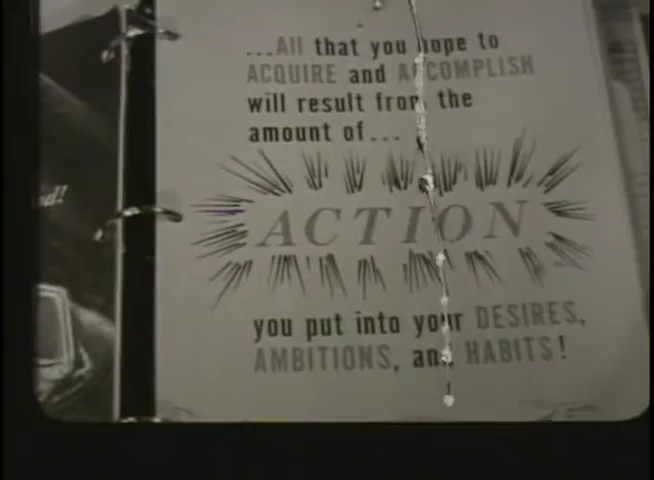 ...All that you hope to
ACQUIRE and ACCOMPLISH
will result from the
amount of...
ACTION
you put into your DESIRES,
AMBITIONS, and HABITS!